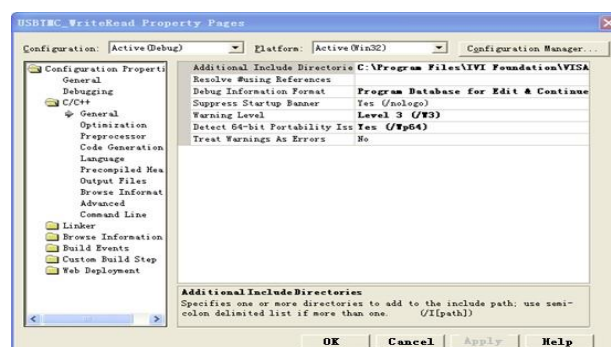 USBTMC_WriteRead Property Pages
Configuration: Active(Debug) Platform: Active(Win32) Configuration Manager...
Configuration Properti
General
Debugging
C/C++
General
Optimization
Preprocessor
Code Generation
Language
Precompiled Hea
Output Files
Browse Informat
Advanced
Command Line
Linker
Browse Information
Build Events
Custom Build Step
Web Deployment
Additional Include Directorie C:\Program Files\IVI Foundation\VISA
Resolve #using References
Debug Information Format Program Database for Edit & Continue
Suppress Startup Banner Yes (/nologo)
Warning Level Level 3 (/W3)
Detect 64-bit Portability Iss Yes (/Wp64)
Treat Warnings As Errors No
Additional Include Directories
Specifies one or more directories to add to the include path; use semi-
colon delimited list if more than one. (/I[path])
OK Cancel Apply Help